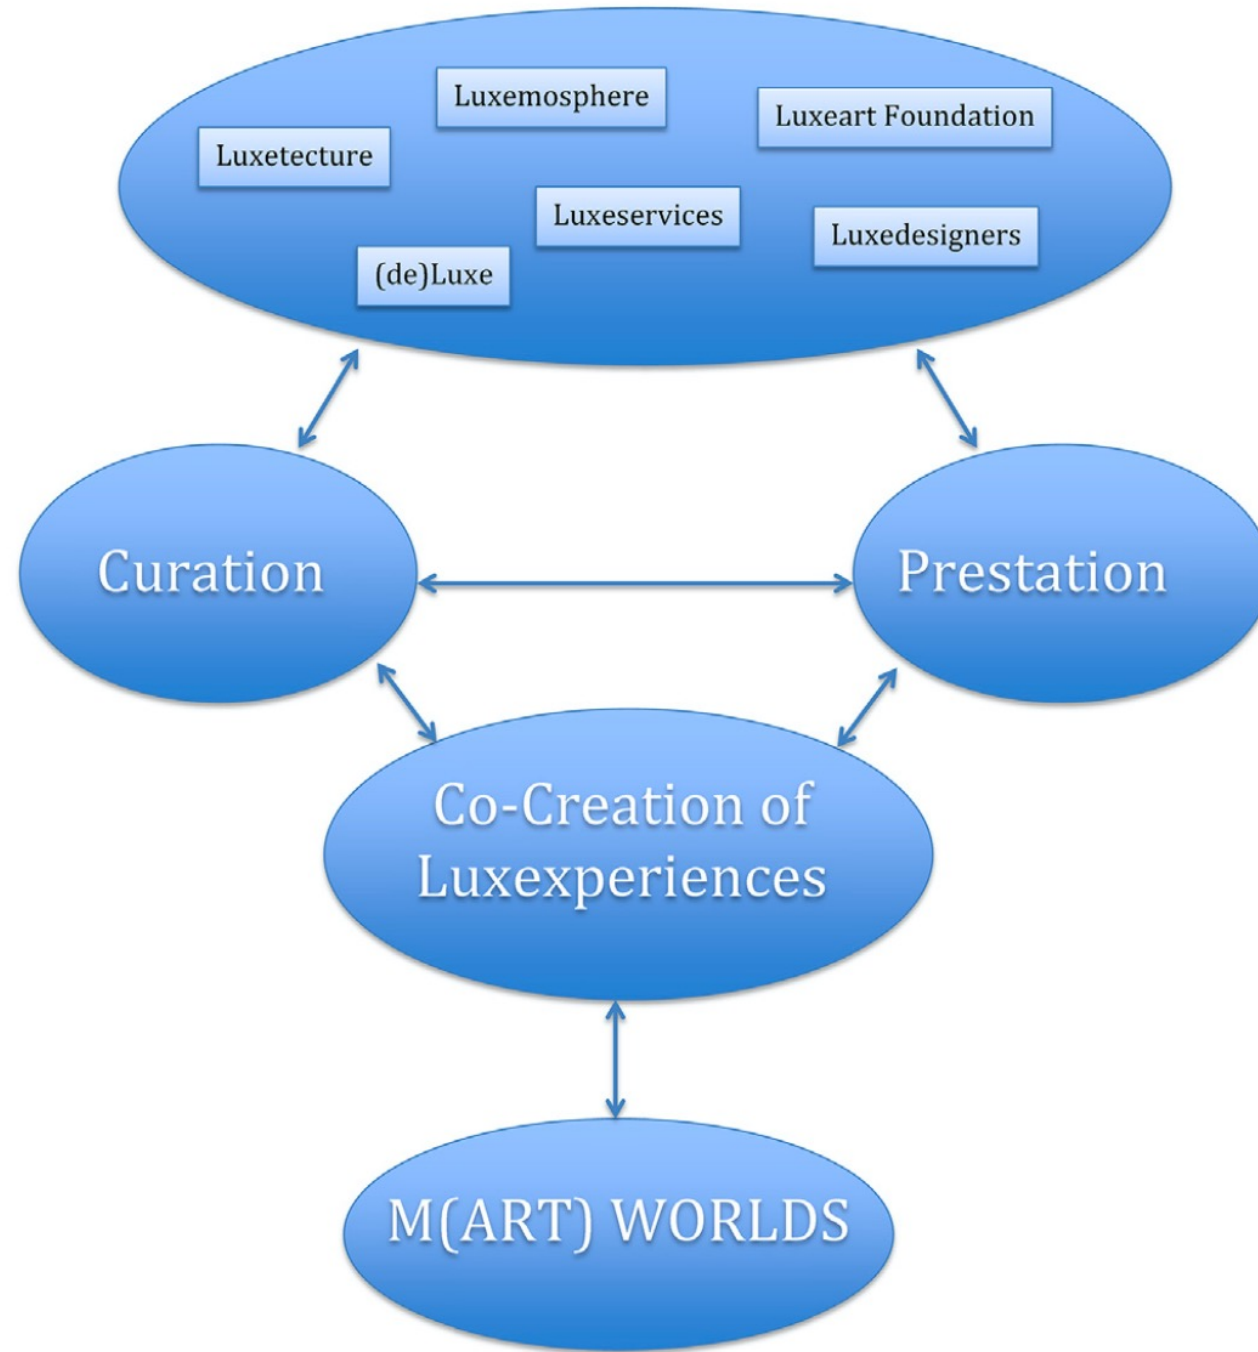 Luxemosphere
Luxeart Foundation
Luxetecture
Luxeservices
Luxedesigners
(de)Luxe
Curation
Prestation
Co-Creation of
Luxexperiences
M(ART) WORLDS